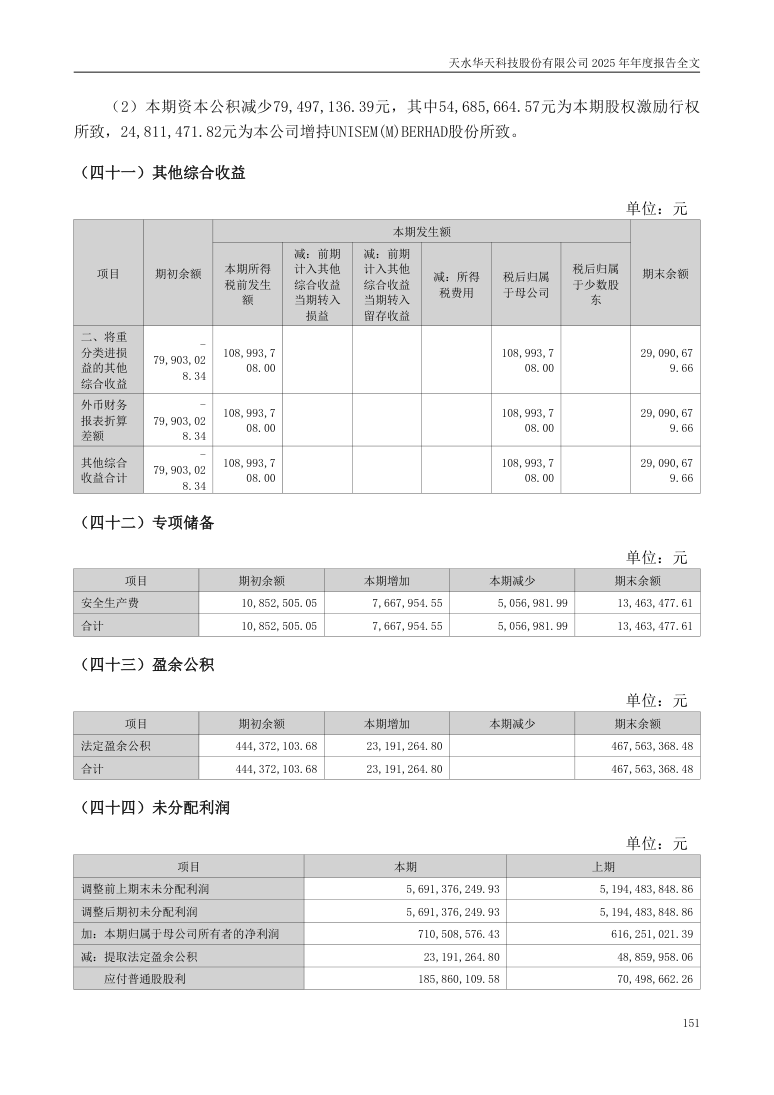 天水华天科技股份有限公司 2025 年年度报告全文
（2）本期资本公积减少79,497,136.39元，其中54,685,664.57元为本期股权激励行权
所致，24,811,471.82元为本公司增持UNISEM(M)BERHAD股份所致。
（四十一）其他综合收益
单位：元
项目 期初余额 本期发生额 期末余额
本期所得
税前发生
额
减：前期
计入其他
综合收益
当期转入
损益
减：前期
计入其他
综合收益
当期转入
留存收益
减：所得
税费用
税后归属
于母公司
税后归属
于少数股
东
二、将重
分类进损
益的其他
综合收益
-
79,903,02
8.34
108,993,7
08.00
108,993,7
08.00
29,090,67
9.66
外币财务
报表折算
差额
-
79,903,02
8.34
108,993,7
08.00
108,993,7
08.00
29,090,67
9.66
其他综合
收益合计
-
79,903,02
8.34
108,993,7
08.00
108,993,7
08.00
29,090,67
9.66
（四十二）专项储备
单位：元
项目 期初余额 本期增加 本期减少 期末余额
安全生产费 10,852,505.05 7,667,954.55 5,056,981.99 13,463,477.61
合计 10,852,505.05 7,667,954.55 5,056,981.99 13,463,477.61
（四十三）盈余公积
单位：元
项目 期初余额 本期增加 本期减少 期末余额
法定盈余公积 444,372,103.68 23,191,264.80 467,563,368.48
合计 444,372,103.68 23,191,264.80 467,563,368.48
（四十四）未分配利润
单位：元
项目 本期 上期
调整前上期末未分配利润 5,691,376,249.93 5,194,483,848.86
调整后期初未分配利润 5,691,376,249.93 5,194,483,848.86
加：本期归属于母公司所有者的净利润 710,508,576.43 616,251,021.39
减：提取法定盈余公积 23,191,264.80 48,859,958.06
应付普通股股利 185,860,109.58 70,498,662.26
151